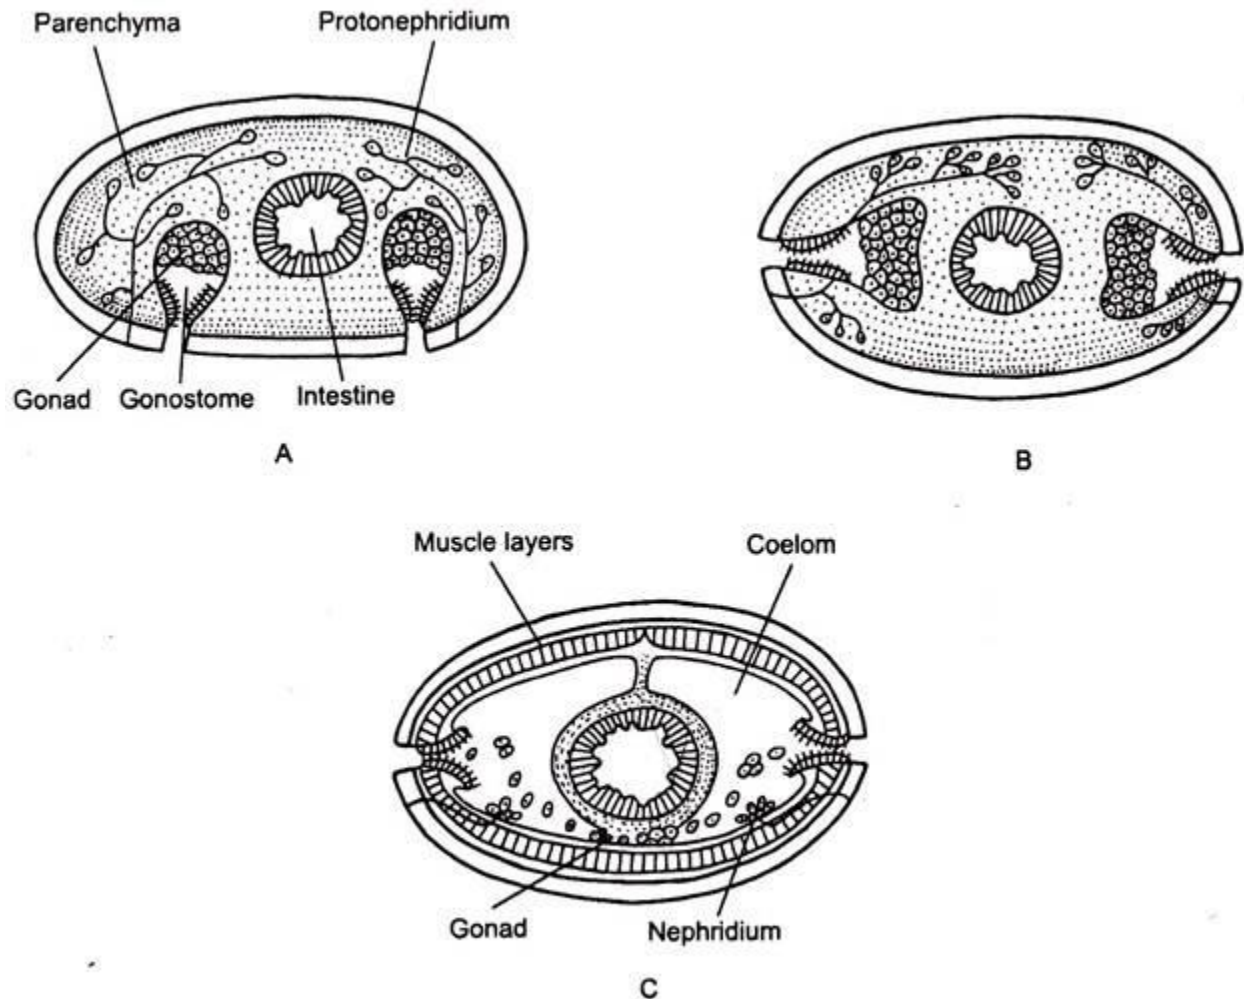 Parenchyma
Protonephridium
Gonad
Gonostome
Intestine
A
B
Muscle layers
Coelom
Gonad
Nephridium
C